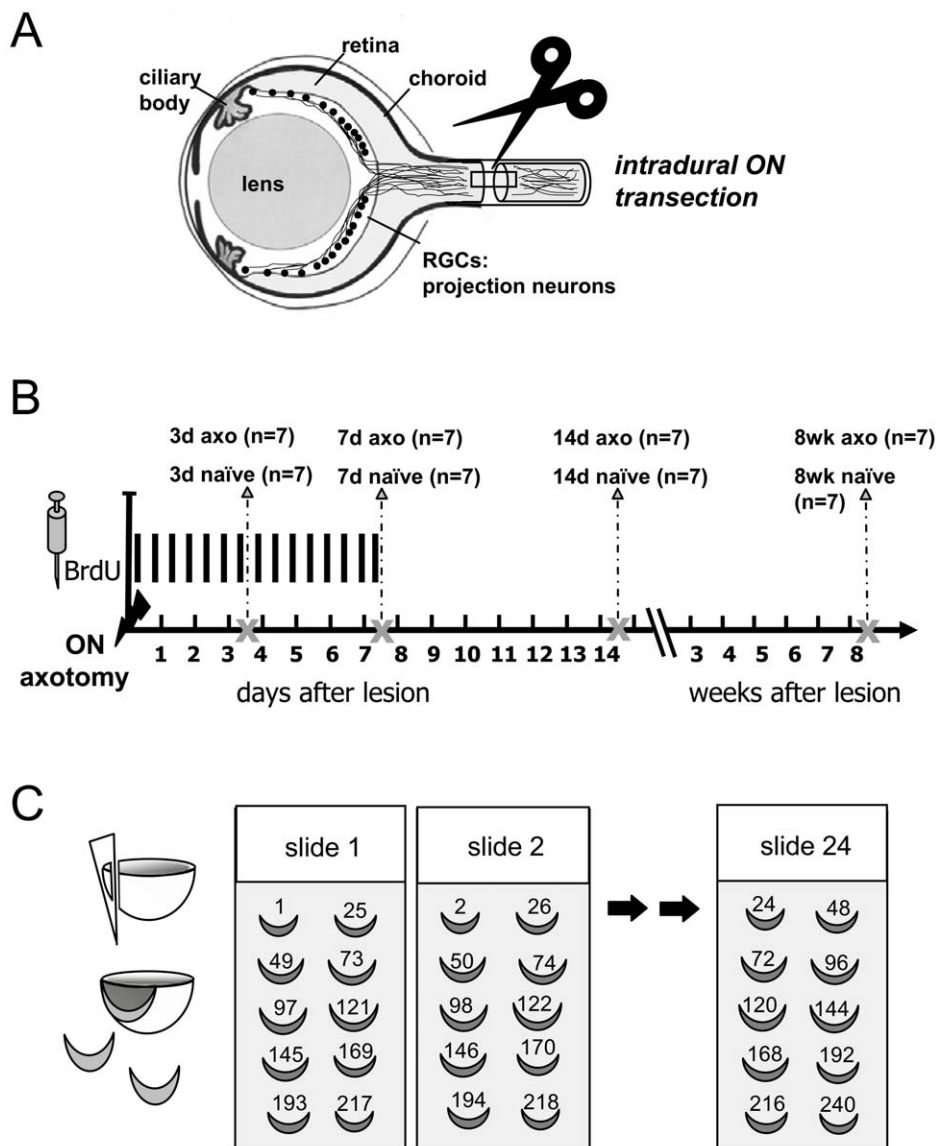 A
retina
choroid
ciliary
body
lens
intradural ON
transection
RGCs:
projection neurons
B
3d axo (n=7)
7d axo (n=7)
14d axo (n=7)
8wk axo (n=7)
3d naïve (n=7)
7d naïve (n=7)
14d naïve (n=7)
8wk naïve
(n=7)
BrdU
ON
axotomy
1 2 3 4 5 6 7 8 9 10 11 12 13 14
3 4 5 6 7 8
days after lesion
weeks after lesion
C
slide 1
slide 2
slide 24
1 25
2 26
24 48
49 73
50 74
72 96
97 121
98 122
120 144
145 169
146 170
168 192
193 217
194 218
216 240